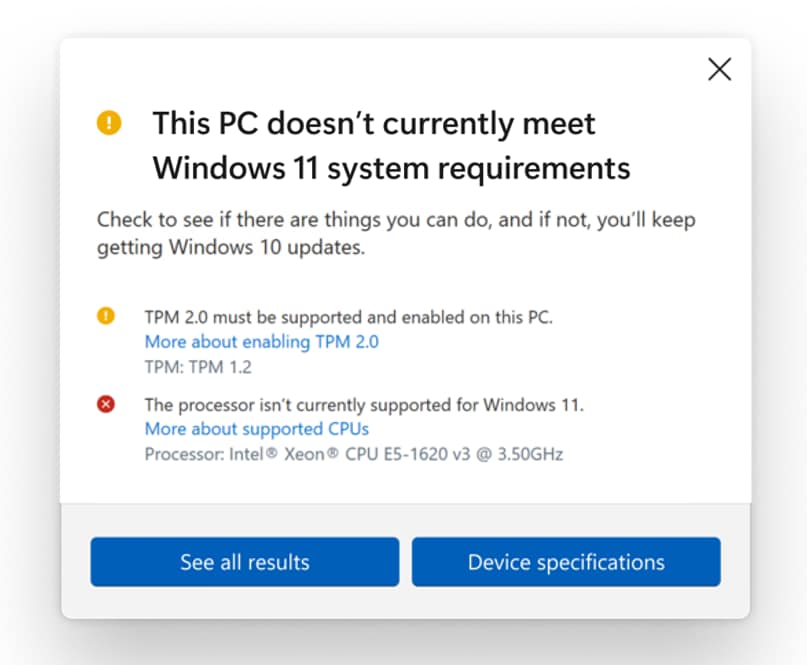 This PC doesn’t currently meet
Windows 11 system requirements
Check to see if there are things you can do, and if not, you’ll keep
getting Windows 10 updates.
TPM 2.0 must be supported and enabled on this PC.
More about enabling TPM 2.0
TPM: TPM 1.2
The processor isn’t currently supported for Windows 11.
More about supported CPUs
Processor: Intel® Xeon® CPU E5-1620 v3 @ 3.50GHz
See all results
Device specifications